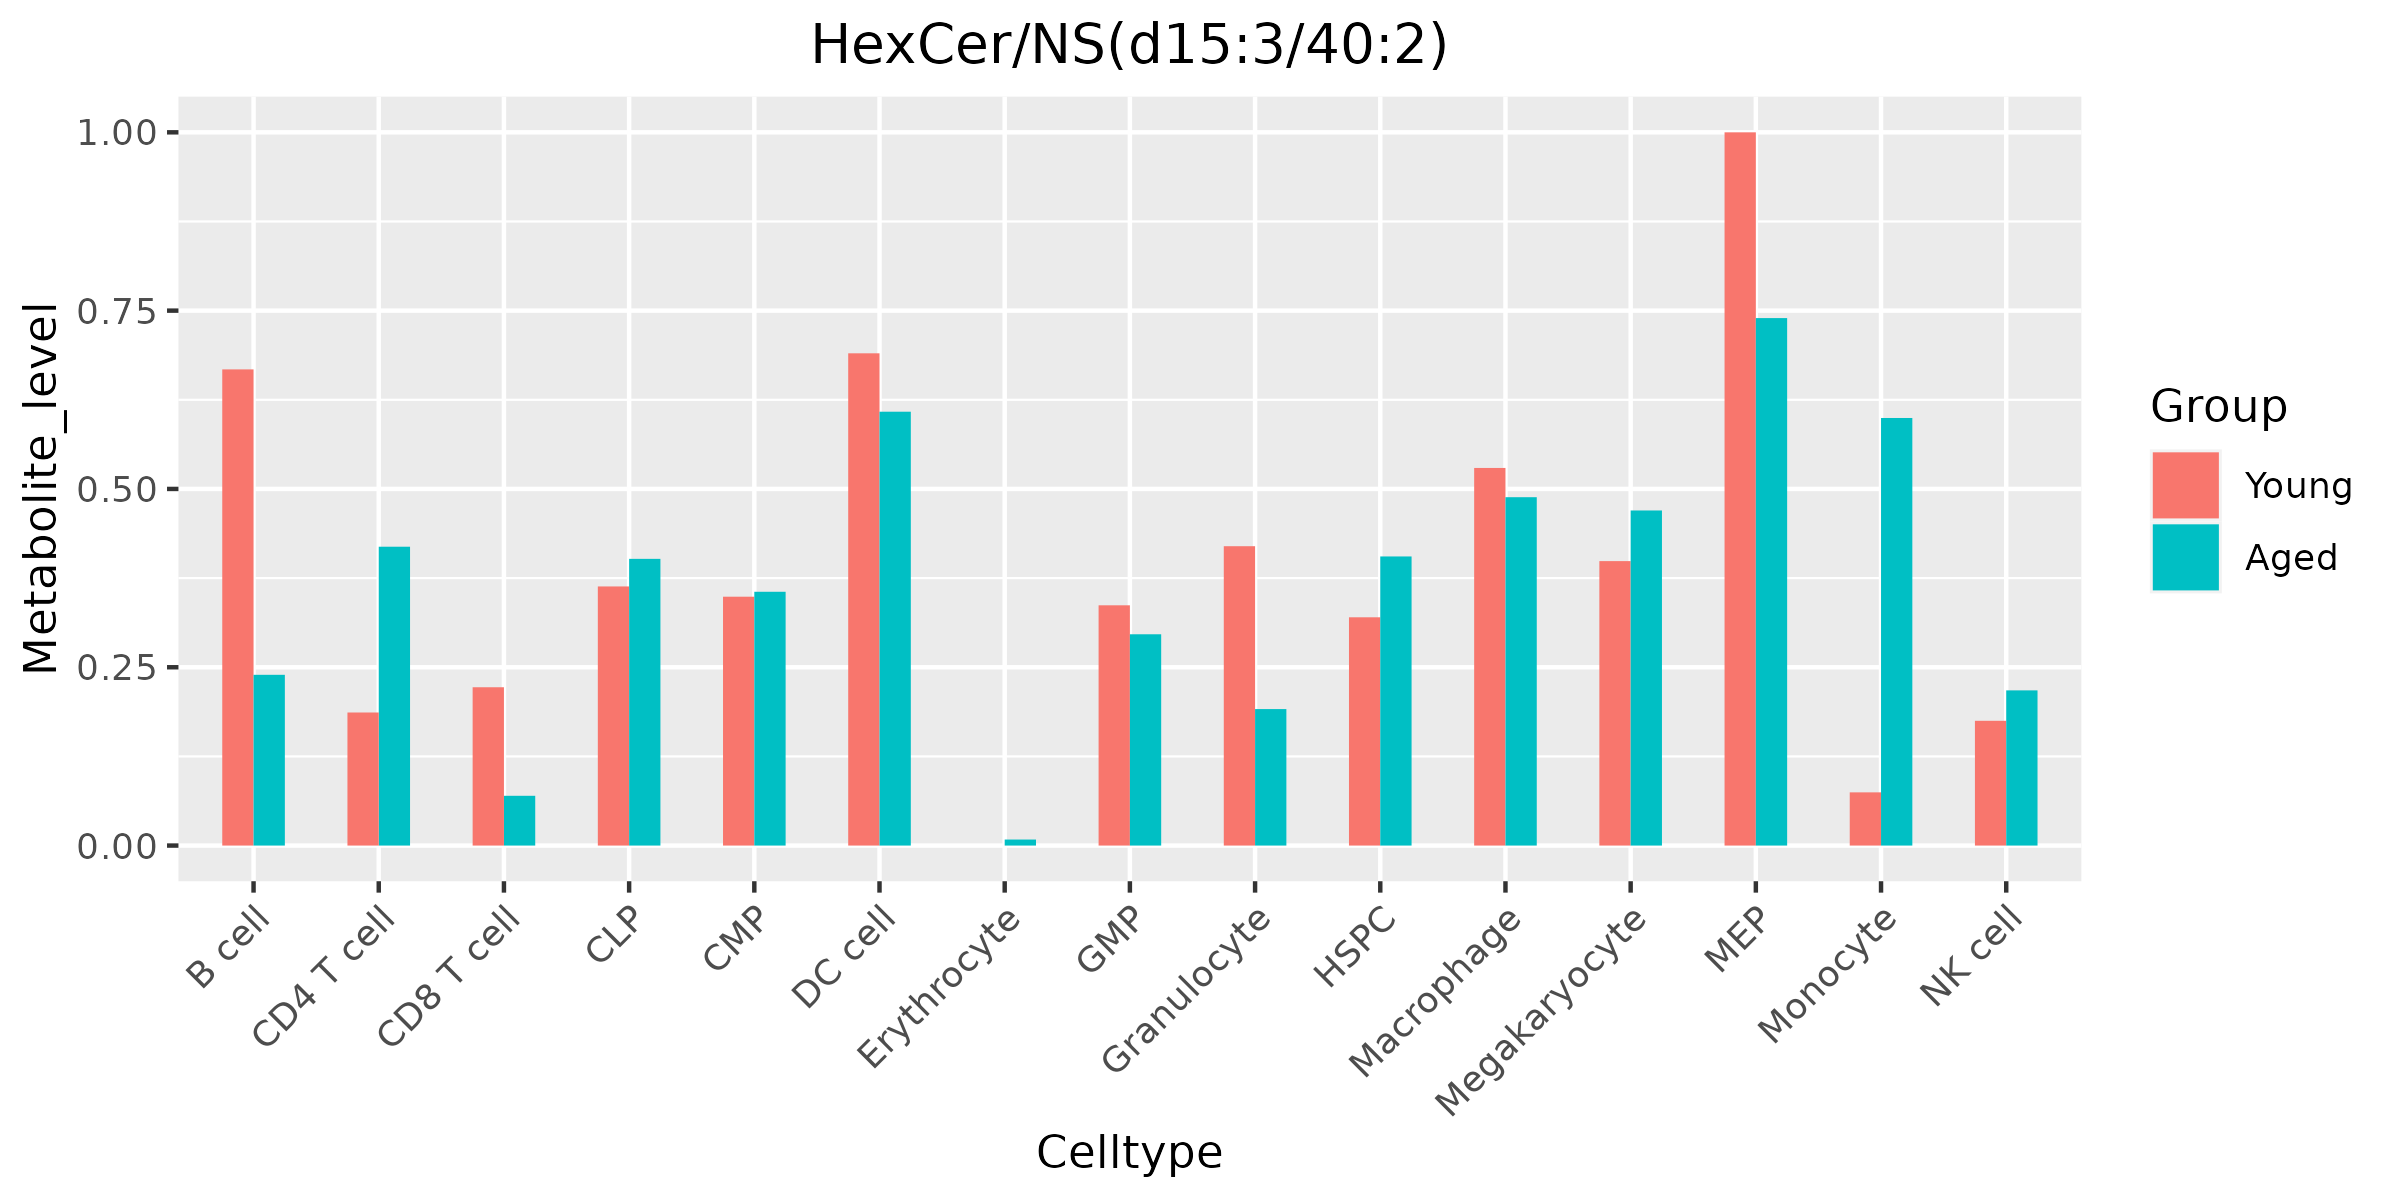 HexCer/NS(d15:3/40:2)
Metabolite_level
1.00
0.75
0.50
0.25
0.00
B cell
CD4 T cell
CD8 T cell
CLP
CMP
DC cell
Erythrocyte
GMP
Granulocyte
HSPC
Macrophage
Megakaryocyte
MEP
Monocyte
NK cell
Celltype
Group
Young
Aged